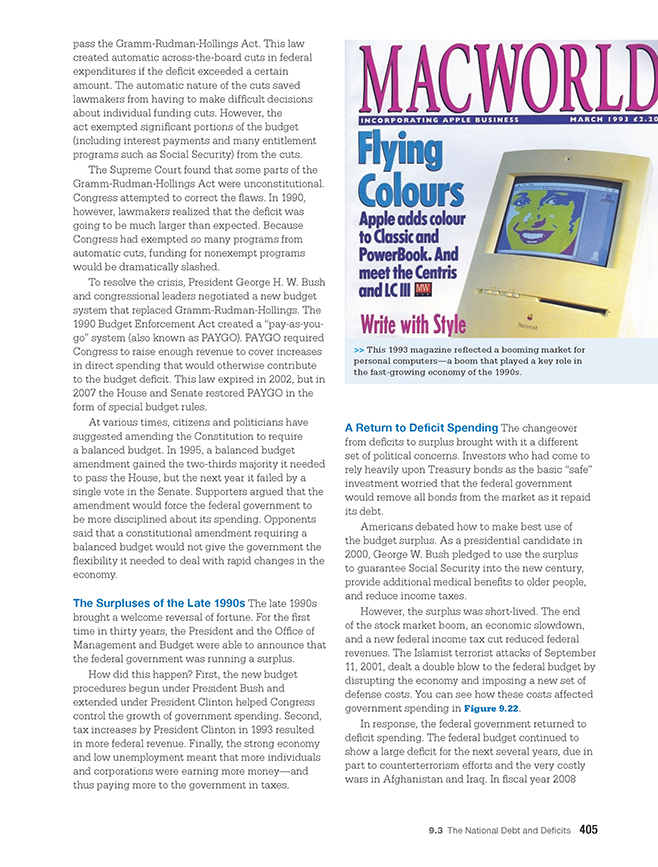 pass the Gramm-Rudman-Hollings Act. This law
created automatic across-the-board cuts in federal
expenditures if the deficit exceeded a certain
amount. The automatic nature of the cuts saved
lawmakers from having to make difficult decisions
about individual funding cuts. However, the
act exempted significant portions of the budget
(including interest payments and many entitlement
programs such as Social Security) from the cuts.
The Supreme Court found that some parts of the
Gramm-Rudman-Hollings Act were unconstitutional.
Congress attempted to correct the flaws. In 1990,
however, lawmakers realized that the deficit was
going to be much larger than expected. Because
Congress had exempted so many programs from
automatic cuts, funding for nonexempt programs
would be dramatically slashed.
To resolve the crisis, President George H. W. Bush
and congressional leaders negotiated a new budget
system that replaced Gramm-Rudman-Hollings. The
1990 Budget Enforcement Act created a “pay-as-you-
go” system (also known as PAYGO). PAYGO required
Congress to raise enough revenue to cover increases
in direct spending that would otherwise contribute
to the budget deficit. This law expired in 2002, but in
2007 the House and Senate restored PAYGO in the
form of special budget rules.
At various times, citizens and politicians have
suggested amending the Constitution to require
a balanced budget. In 1995, a balanced budget
amendment gained the two-thirds majority it needed
to pass the House, but the next year it failed by a
single vote in the Senate. Supporters argued that the
amendment would force the federal government to
be more disciplined about its spending. Opponents
said that a constitutional amendment requiring a
balanced budget would not give the government the
flexibility it needed to deal with rapid changes in the
economy.
The Surpluses of the Late 1990s The late 1990s
brought a welcome reversal of fortune. For the first
time in thirty years, the President and the Office of
Management and Budget were able to announce that
the federal government was running a surplus.
How did this happen? First, the new budget
procedures begun under President Bush and
extended under President Clinton helped Congress
control the growth of government spending. Second,
tax increases by President Clinton in 1993 resulted
in more federal revenue. Finally, the strong economy
and low unemployment meant that more individuals
and corporations were earning more money—and
thus paying more to the government in taxes.
MACWORLD
INCORPORATING APPLE BUSINESS MARCH 1993 £2.20
Flying
Colours
Apple adds colour
to Classic and
PowerBook. And
meet the Centris
and LC III MW
Write with Style
Macintosh
>> This 1993 magazine reflected a booming market for
personal computers—a boom that played a key role in
the fast-growing economy of the 1990s.
A Return to Deficit Spending The changeover
from deficits to surplus brought with it a different
set of political concerns. Investors who had come to
rely heavily upon Treasury bonds as the basic “safe”
investment worried that the federal government
would remove all bonds from the market as it repaid
its debt.
Americans debated how to make best use of
the budget surplus. As a presidential candidate in
2000, George W. Bush pledged to use the surplus
to guarantee Social Security into the new century,
provide additional medical benefits to older people,
and reduce income taxes.
However, the surplus was short-lived. The end
of the stock market boom, an economic slowdown,
and a new federal income tax cut reduced federal
revenues. The Islamist terrorist attacks of September
11, 2001, dealt a double blow to the federal budget by
disrupting the economy and imposing a new set of
defense costs. You can see how these costs affected
government spending in Figure 9.22.
In response, the federal government returned to
deficit spending. The federal budget continued to
show a large deficit for the next several years, due in
part to counterterrorism efforts and the very costly
wars in Afghanistan and Iraq. In fiscal year 2008
9.3 The National Debt and Deficits 405